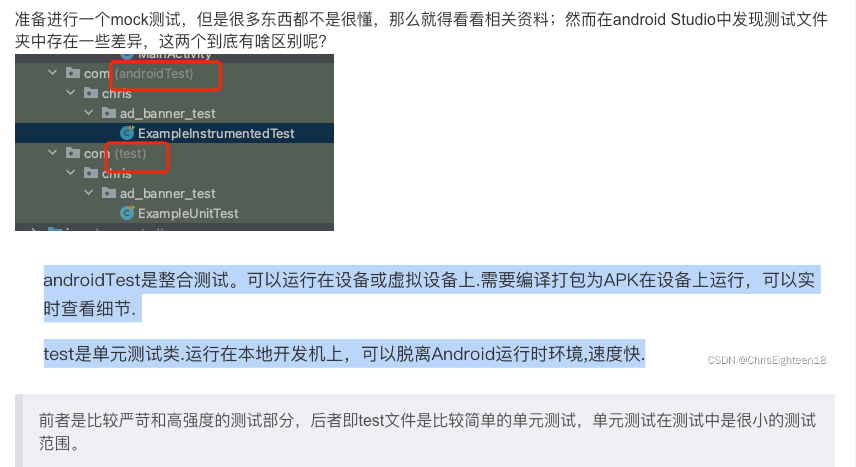 准备进行一个mock测试，但是很多东西都不是很懂，那么就得看看相关资料；然而在android Studio中发现测试文件
夹中存在一些差异，这两个到底有啥区别呢？
MainActivity
com (androidTest)
chris
ad_banner_test
ExampleInstrumentedTest
com (test)
chris
ad_banner_test
ExampleUnitTest
androidTest是整合测试。可以运行在设备或虚拟设备上.需要编译打包为APK在设备上运行，可以实
时查看细节.
test是单元测试类.运行在本地开发机上，可以脱离Android运行时环境,速度快.
CSDN @ChrisEighteen18
前者是比较严苛和高强度的测试部分，后者即test文件是比较简单的单元测试，单元测试在测试中是很小的测试
范围。